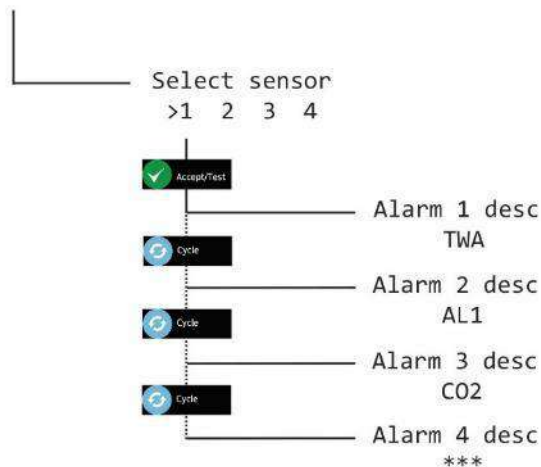 Select sensor
>1 2 3 4
Accept/Test
Alarm 1 desc
TWA
Cycle
Alarm 2 desc
AL1
Cycle
Alarm 3 desc
CO2
Cycle
Alarm 4 desc
***